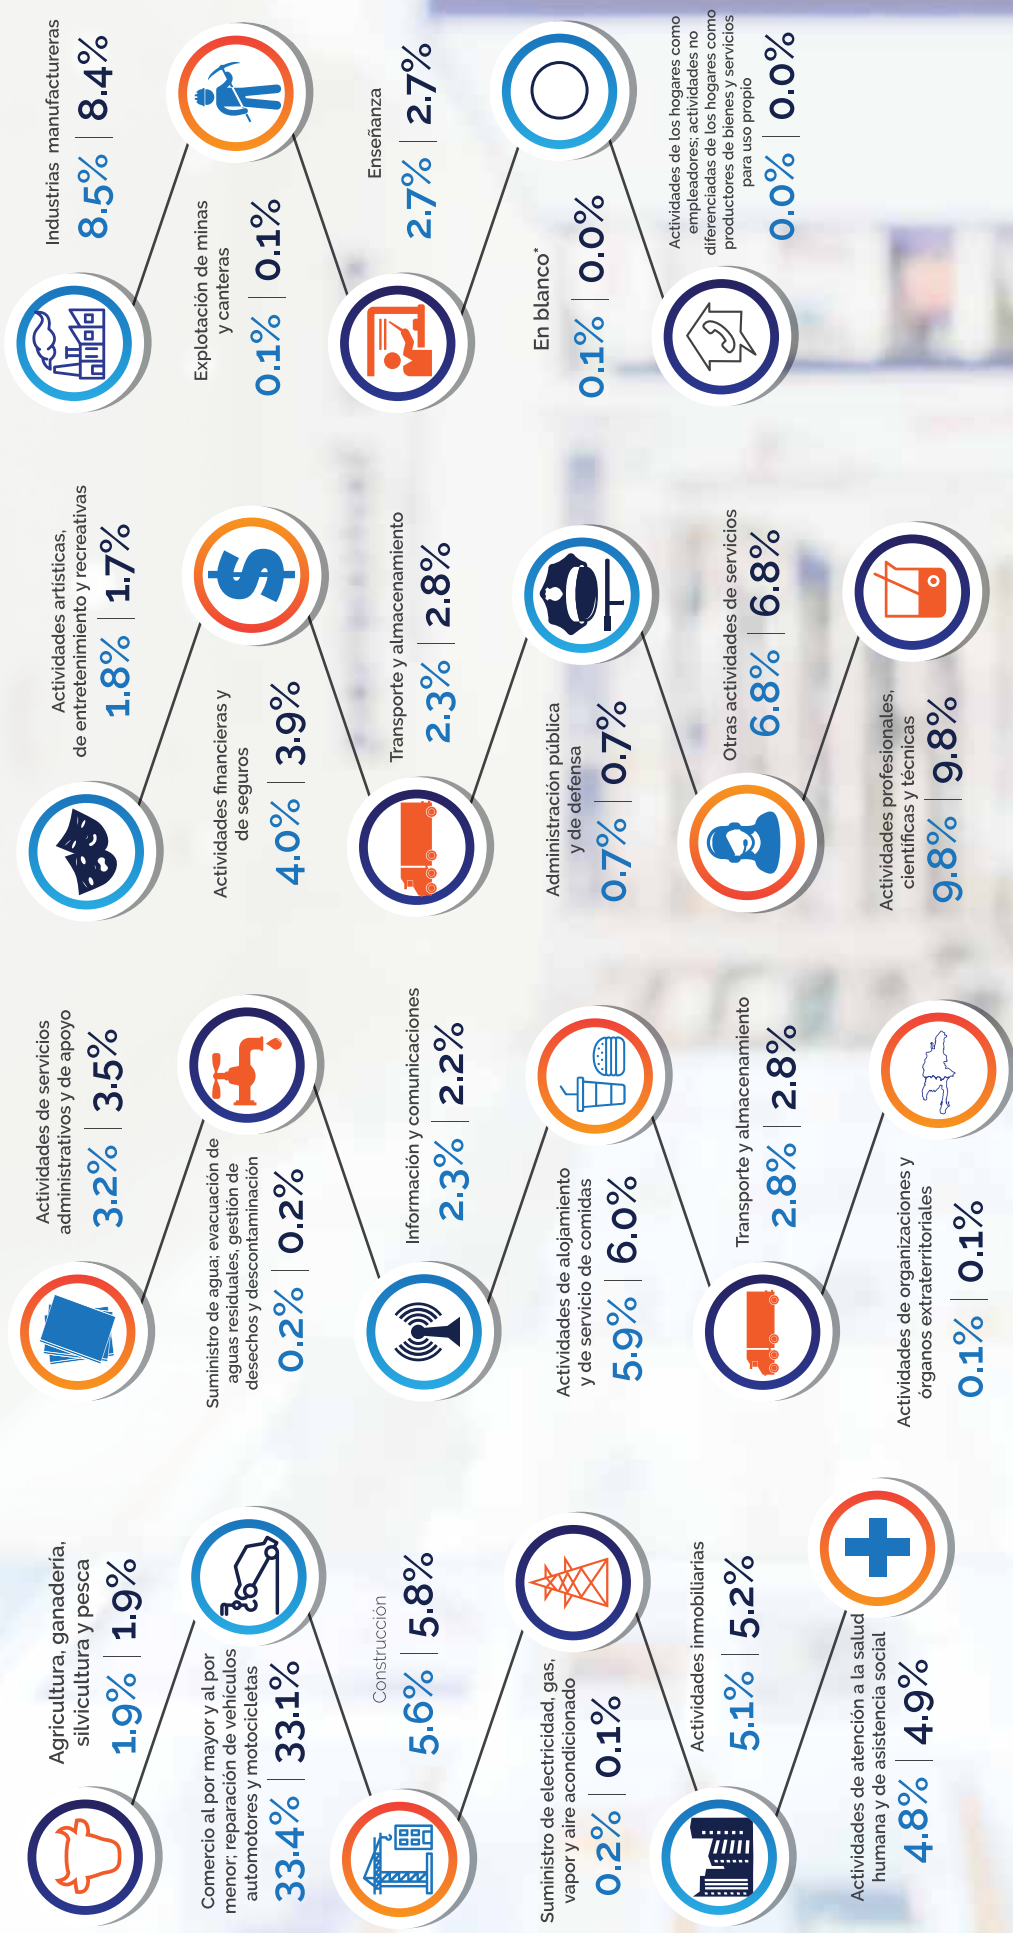 Agricultura, ganadería,
silvicultura y pesca
1.9% | 1.9%
Comercio al por mayor y al por
menor; reparación de vehículos
automotores y motocicletas
33.4% | 33.1%
Construcción
5.6% | 5.8%
Suministro de electricidad, gas,
vapor y aire acondicionado
0.2% | 0.1%
Actividades inmobiliarias
5.1% | 5.2%
Actividades de atención a la salud
humana y de asistencia social
4.8% | 4.9%
Actividades de servicios
administrativos y de apoyo
3.2% | 3.5%
Suministro de agua; evacuación de
aguas residuales, gestión de
desechos y descontaminación
0.2% | 0.2%
Información y comunicaciones
2.3% | 2.2%
Actividades de alojamiento
y de servicio de comidas
5.9% | 6.0%
Transporte y almacenamiento
2.8% | 2.8%
Actividades de organizaciones y
órganos extraterritoriales
0.1% | 0.1%
Actividades artísticas,
de entretenimiento y recreativas
1.8% | 1.7%
Actividades financieras y
de seguros
4.0% | 3.9%
Transporte y almacenamiento
2.3% | 2.8%
Administración pública
y de defensa
0.7% | 0.7%
Otras actividades de servicios
6.8% | 6.8%
Actividades profesionales,
científicas y técnicas
9.8% | 9.8%
Industrias manufactureras
8.5% | 8.4%
Explotación de minas
y canteras
0.1% | 0.1%
Enseñanza
2.7% | 2.7%
En blanco*
0.1% | 0.0%
Actividades de los hogares como
empleadores; actividades no
diferenciadas de los hogares como
productores de bienes y servicios
para uso propio
0.0% | 0.0%